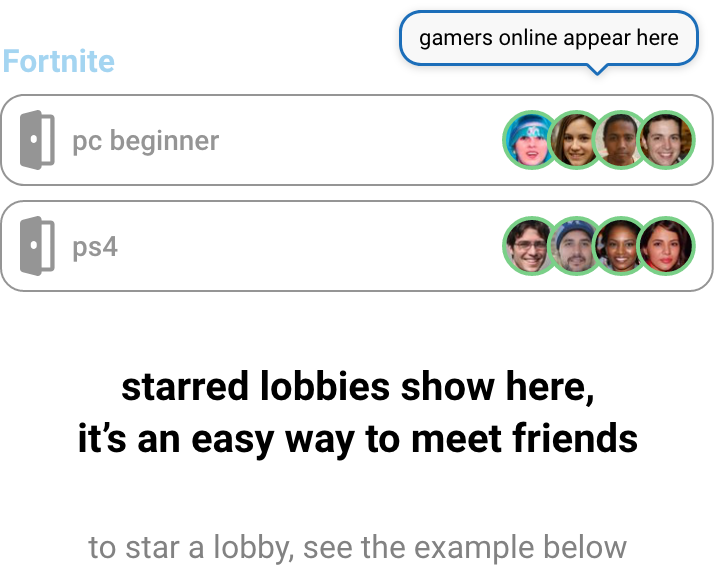 gamers online appear here
Fortnite
pc beginner
ps4
starred lobbies show here,
it’s an easy way to meet friends
to star a lobby, see the example below